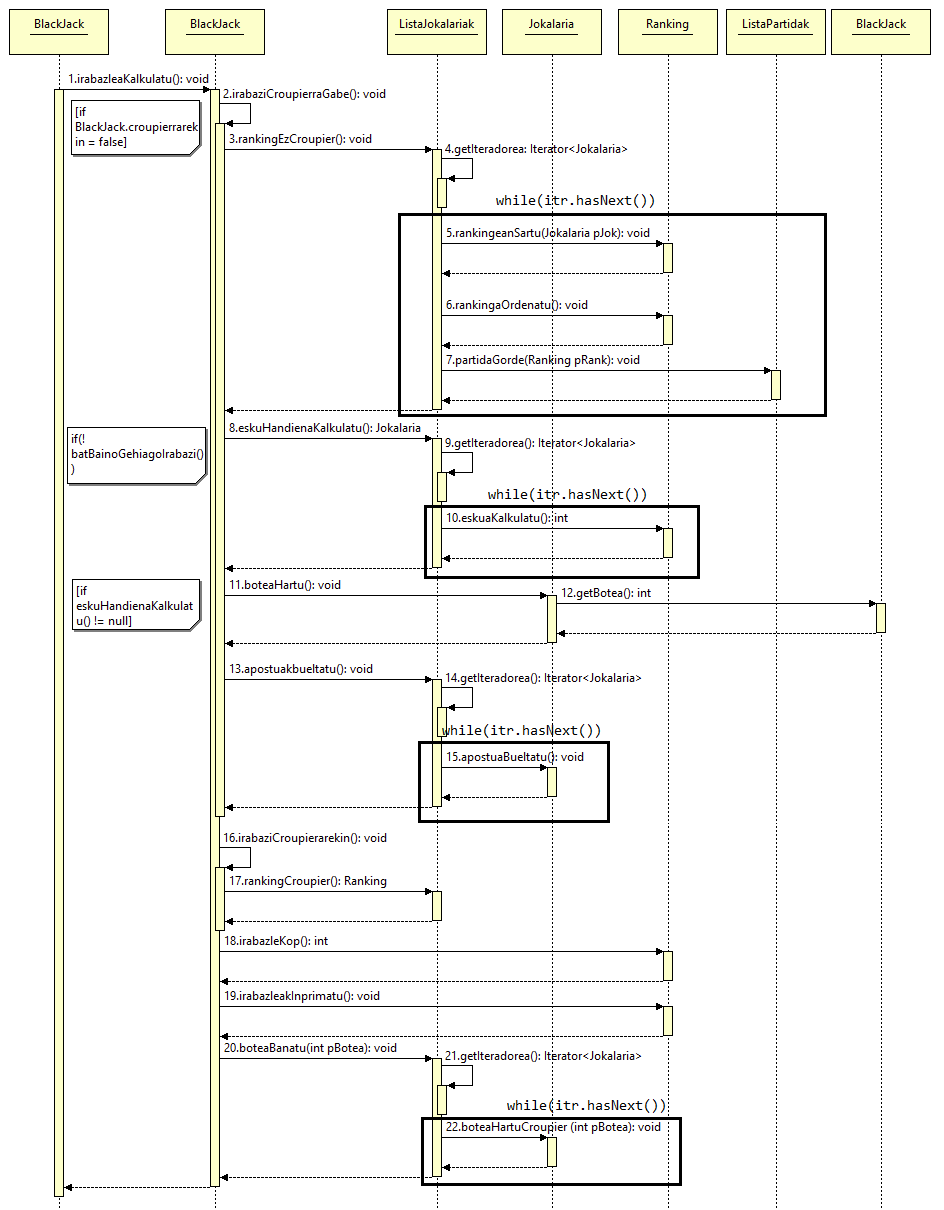 BlackJack
BlackJack
ListaJokalariak
Jokalaria
Ranking
ListaPartidak
BlackJack
1.irabazleaKalkulatu(): void
2.irabaziCroupierraGabe(): void
[if
BlackJack.croupierrarek
in = false]
3.rankingEzCroupier(): void
4.getIteradorea: Iterator<Jokalaria>
while(itr.hasNext())
5.rankingeanSartu(Jokalaria pJok): void
6.rankingaOrdenatu(): void
7.partidaGorde(Ranking pRank): void
8.eskuHandienaKalkulatu(): Jokalaria
if(!
batBainoGehiagoIrabazi()
)
9.getIteradorea(): Iterator<Jokalaria>
while(itr.hasNext())
10.eskuaKalkulatu(): int
11.boteaHartu(): void
12.getBotea(): int
[if
eskuHandienaKalkulat
u() != null]
13.apostuakbueltatu(): void
14.getIteradorea(): Iterator<Jokalaria>
while(itr.hasNext())
15.apostuaBueltatu(): void
16.irabaziCroupierarekin(): void
17.rankingCroupier(): Ranking
18.irabazleKop(): int
19.irabazleakInprimatu(): void
20.boteaBanatu(int pBotea): void
21.getIteradorea(): Iterator<Jokalaria>
while(itr.hasNext())
22.boteaHartuCroupier (int pBotea): void